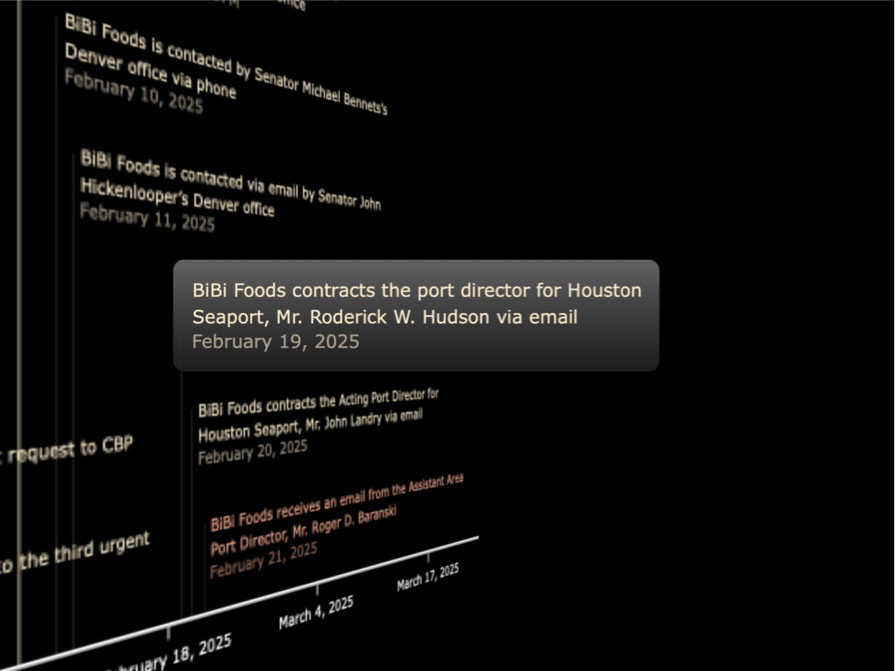 ffice
BiBi Foods is contacted by Senator Michael Bennets's
Denver office via phone
February 10, 2025
BiBi Foods is contacted via email by Senator John
Hickenlooper's Denver office
February 11, 2025
BiBi Foods contracts the port director for Houston
Seaport, Mr. Roderick W. Hudson via email
February 19, 2025
BiBi Foods contracts the Acting Port Director for
Houston Seaport, Mr. John Landry via email
February 20, 2025
request to CBP
BiBi Foods receives an email from the Assistant Area
Port Director, Mr. Roger D. Baranski
February 21, 2025
to the third urgent
bruary 18, 2025
March 4, 2025
March 17, 2025